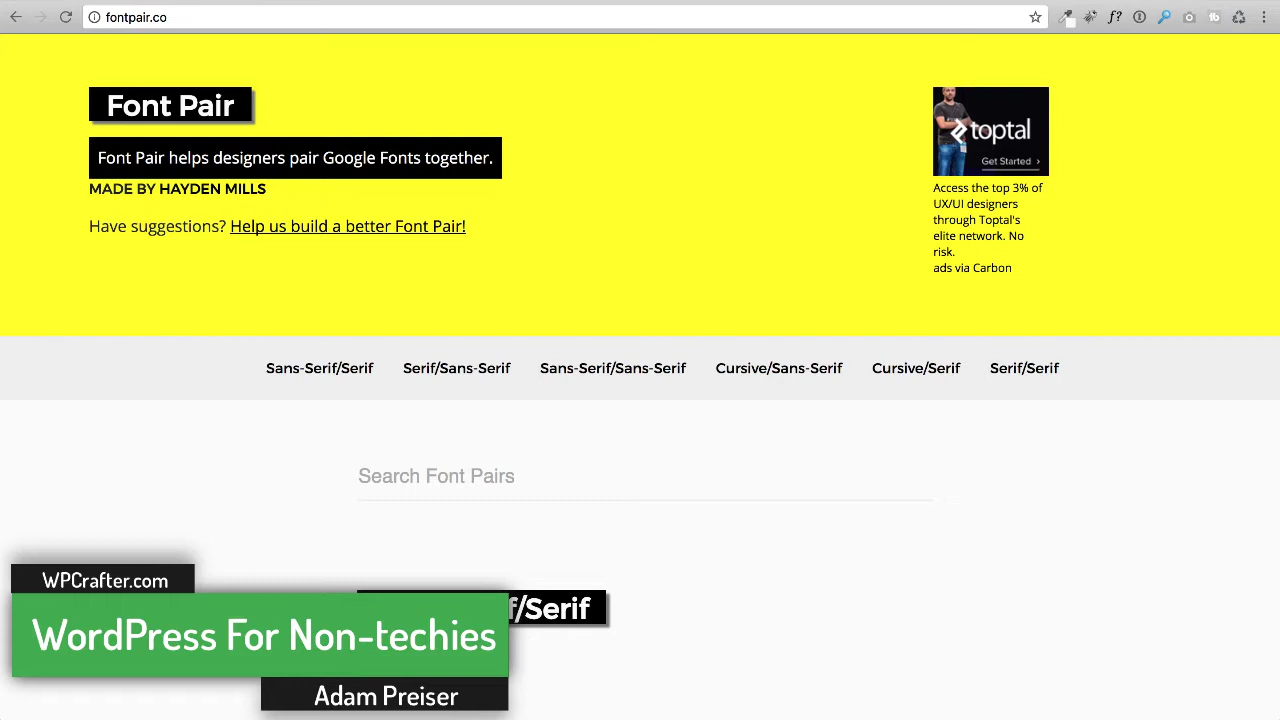 fontpair.co
Font Pair
Font Pair helps designers pair Google Fonts together.
MADE BY HAYDEN MILLS
Have suggestions? Help us build a better Font Pair!
toptal
Get Started ›
Access the top 3% of
UX/UI designers
through Toptal's
elite network. No
risk.
ads via Carbon
Sans-Serif/Serif
Serif/Sans-Serif
Sans-Serif/Sans-Serif
Cursive/Sans-Serif
Cursive/Serif
Serif/Serif
Search Font Pairs
f/Serif
WPCrafter.com
WordPress For Non-techies
Adam Preiser